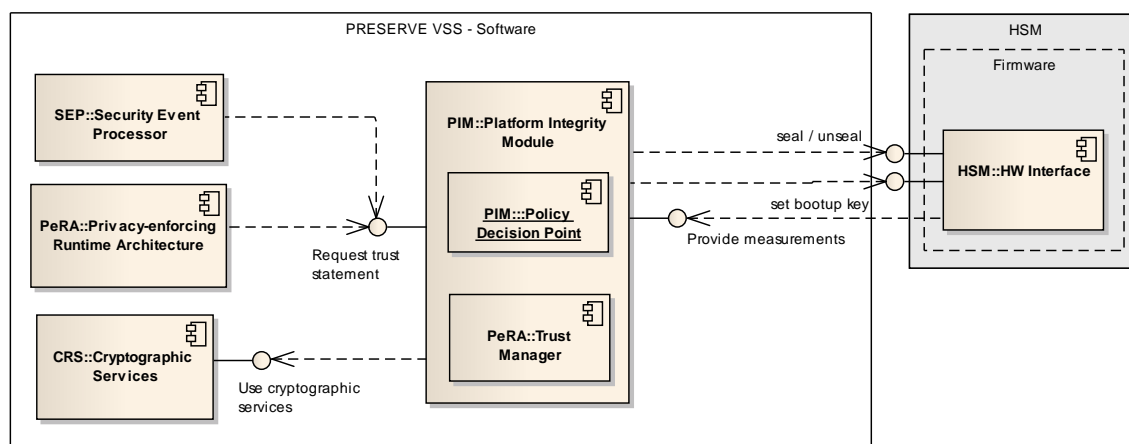 PRESERVE VSS - Software
HSM
Firmware
SEP::Security Event
Processor
PIM::Platform Integrity
Module
seal / unseal
HSM::HW Interface
PeRA::Privacy-enforcing
Runtime Architecture
PIM:::Policy
Decision Point
set bootup key
Provide measurements
Request trust
statement
CRS::Cryptographic
Services
PeRA::Trust
Manager
Use cryptographic
services